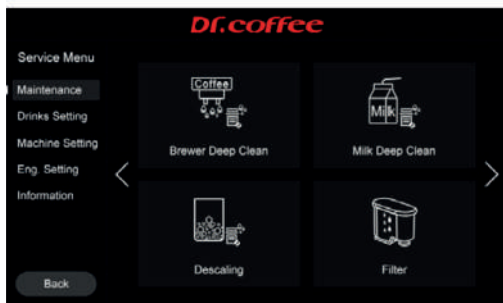 Dr.coffee
Service Menu
Maintenance
Drinks Setting
Machine Setting
Eng. Setting
Information
Back
Coffee
Brewer Deep Clean
Milk
Milk Deep Clean
Descaling
Filter